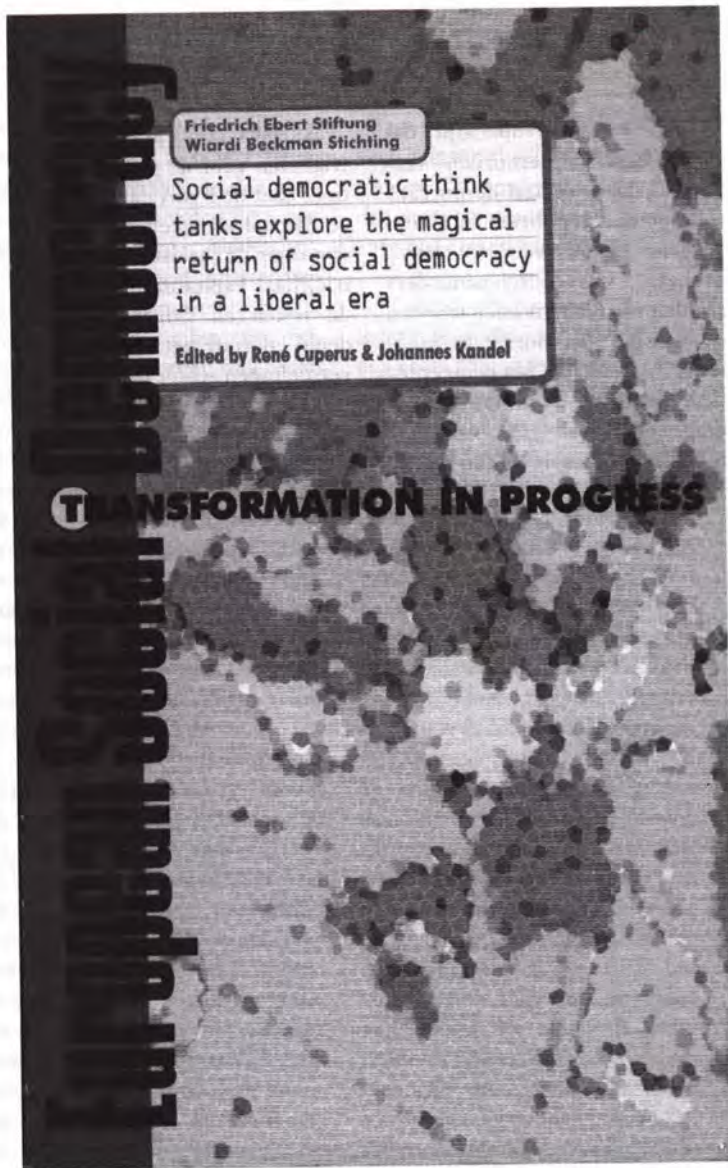 European Social Democracy
Friedrich Ebert Stiftung
Wiardi Beckman Stichting
Social democratic think
tanks explore the magical
return of social democracy
in a liberal era
Edited by René Cuperus & Johannes Kandel
TRANSFORMATION IN PROGRESS